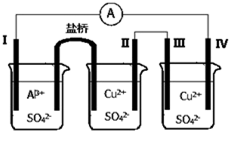 A
I 盐桥 II III IV
Al³⁺ Cu²⁺ Cu²⁺
SO₄²⁻ SO₄²⁻ SO₄²⁻